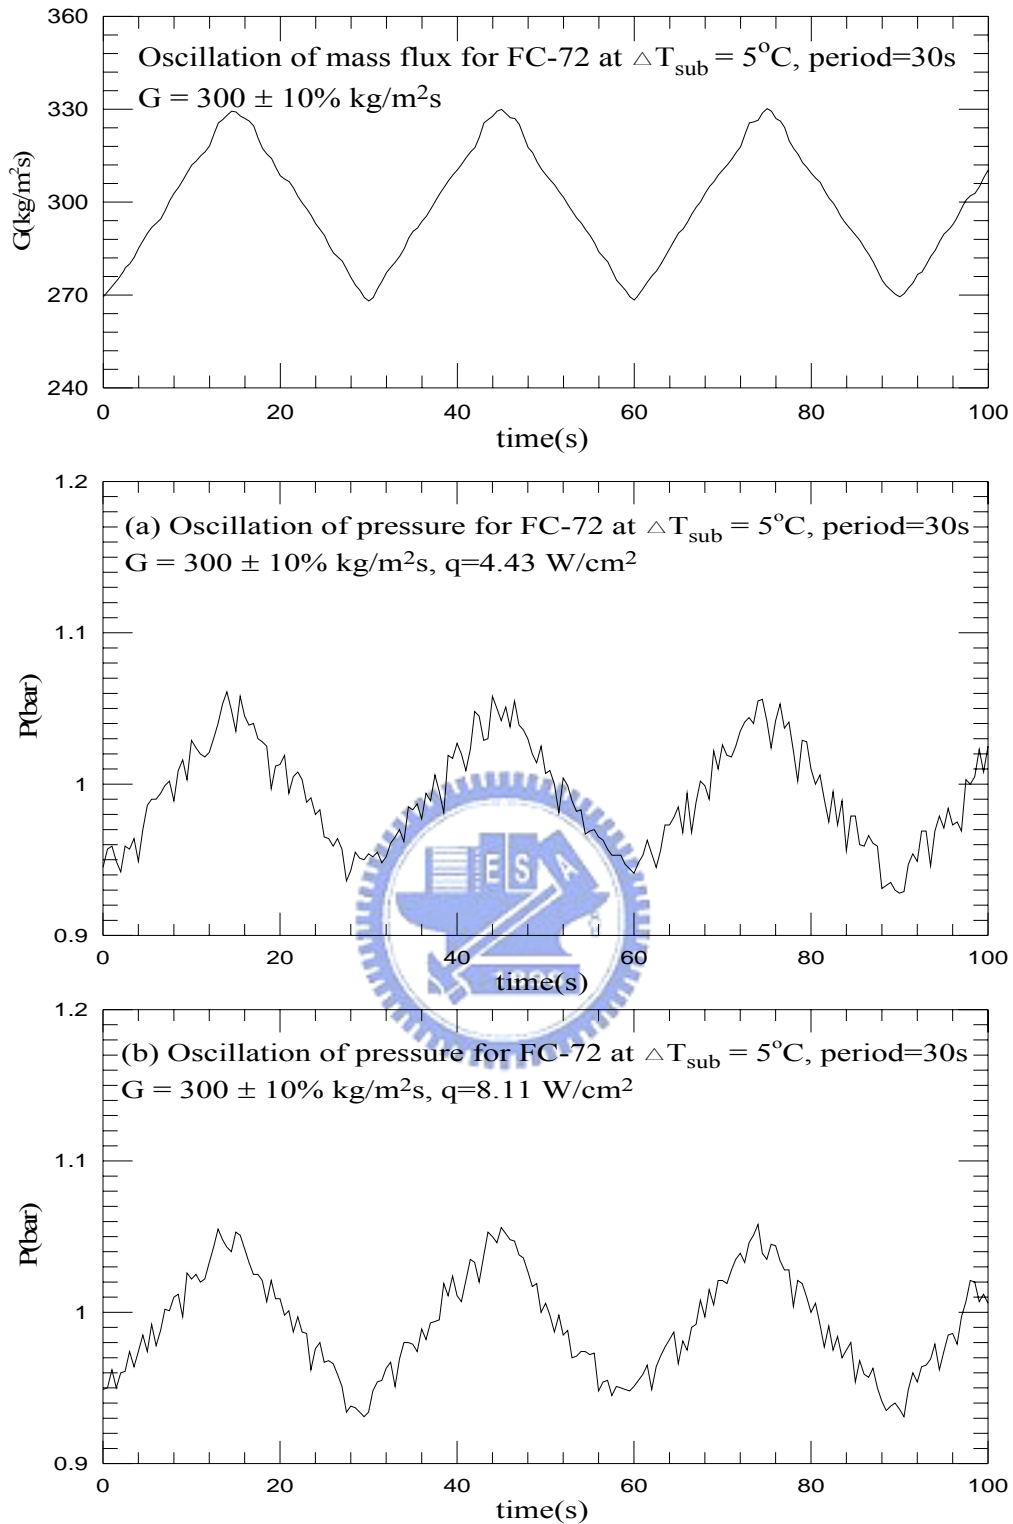 360
330
300
270
240
G(kg/m²s)
Oscillation of mass flux for FC-72 at △Tsub = 5°C, period=30s
G = 300 ± 10% kg/m²s
0 20 40 60 80 100
time(s)
1.2
1.1
1
0.9
P(bar)
(a) Oscillation of pressure for FC-72 at △Tsub = 5°C, period=30s
G = 300 ± 10% kg/m²s, q=4.43 W/cm²
E S A
0 20 40 60 80 100
time(s)
1.2
1.1
1
0.9
P(bar)
(b) Oscillation of pressure for FC-72 at △Tsub = 5°C, period=30s
G = 300 ± 10% kg/m²s, q=8.11 W/cm²
0 20 40 60 80 100
time(s)